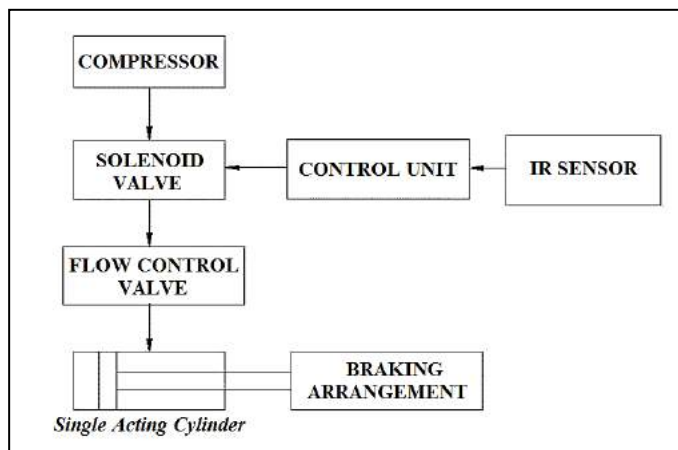 COMPRESSOR
SOLENOID
VALVE
CONTROL UNIT
IR SENSOR
FLOW CONTROL
VALVE
BRAKING
ARRANGEMENT
Single Acting Cylinder